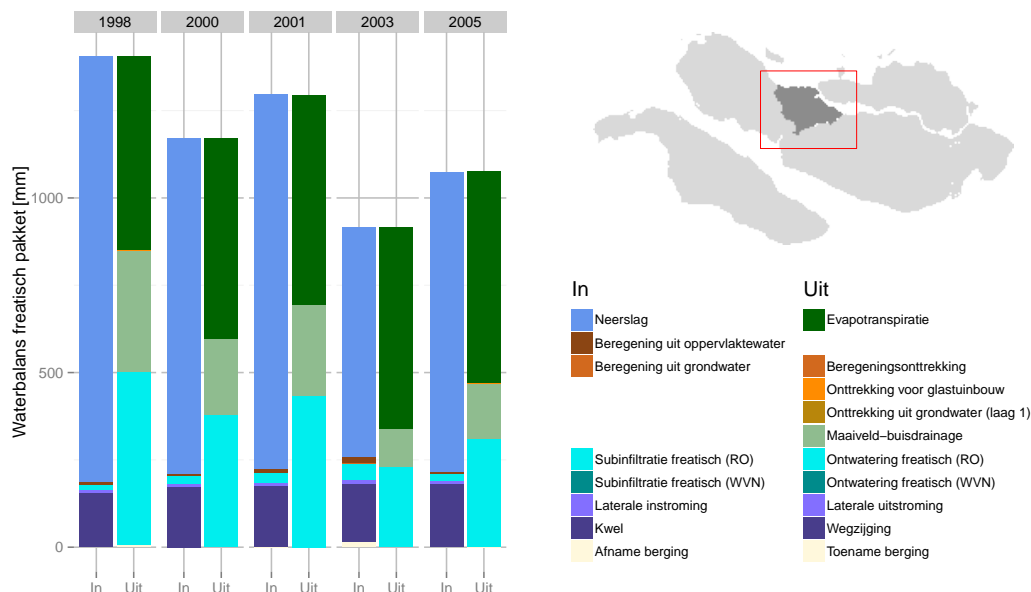 1998 2000 2001 2003 2005
Waterbalans freatisch pakket [mm]
1000
500
0
In Uit In Uit In Uit In Uit In Uit
In Uit
Neerslag Evapotranspiratie
Beregening uit oppervlaktewater
Beregening uit grondwater Beregeningsonttrekking
Onttrekking voor glastuinbouw
Onttrekking uit grondwater (laag 1)
Maaiveld−buisdrainage
Subinfiltratie freatisch (RO) Ontwatering freatisch (RO)
Subinfiltratie freatisch (WVN) Ontwatering freatisch (WVN)
Laterale instroming Laterale uitstroming
Kwel Wegzijging
Afname berging Toename berging